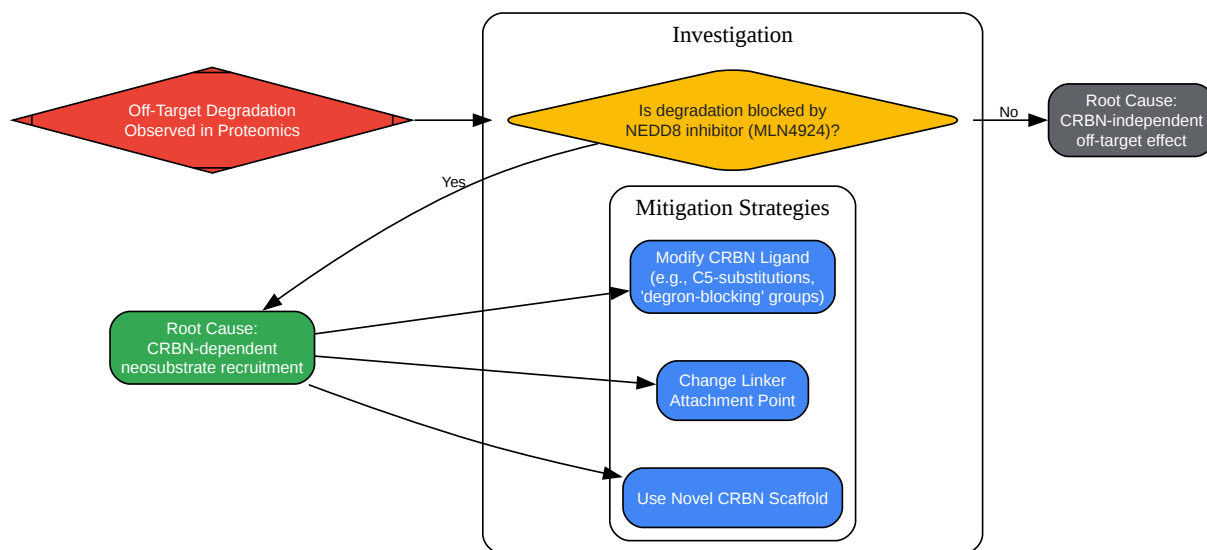 Investigation
Off-Target Degradation
Observed in Proteomics
Is degradation blocked by
NEDD8 inhibitor (MLN4924)?
No
Root Cause:
CRBN-independent
off-target effect
Yes
Mitigation Strategies
Modify CRBN Ligand
(e.g., C5-substitutions,
'degron-blocking' groups)
Root Cause:
CRBN-dependent
neosubstrate recruitment
Change Linker
Attachment Point
Use Novel CRBN Scaffold